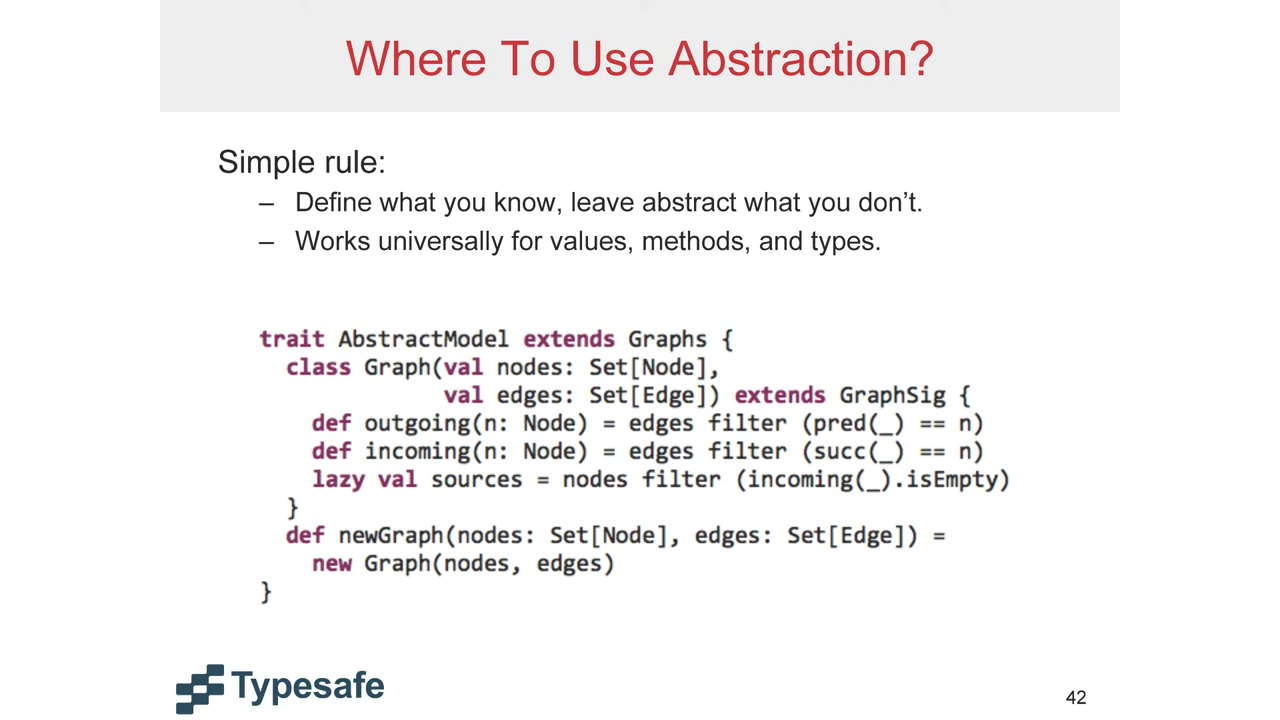 Where To Use Abstraction?
Simple rule:
– Define what you know, leave abstract what you don’t.
– Works universally for values, methods, and types.
trait AbstractModel extends Graphs {
  class Graph(val nodes: Set[Node],
              val edges: Set[Edge]) extends GraphSig {
    def outgoing(n: Node) = edges filter (pred(_) == n)
    def incoming(n: Node) = edges filter (succ(_) == n)
    lazy val sources = nodes filter (incoming(_).isEmpty)
  }
  def newGraph(nodes: Set[Node], edges: Set[Edge]) =
    new Graph(nodes, edges)
}
Typesafe
42